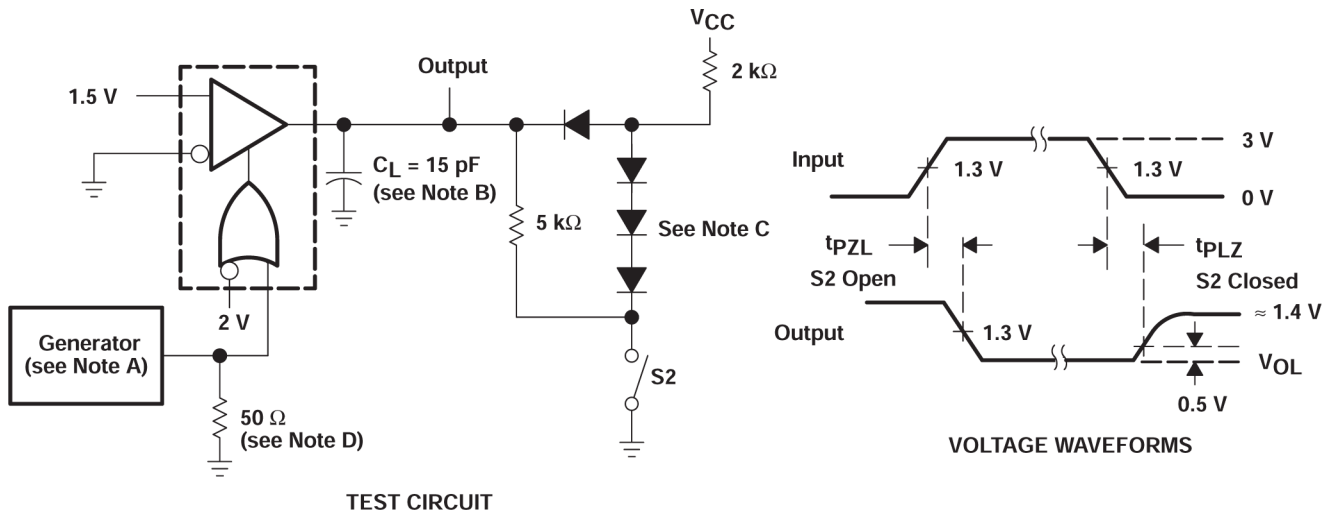 VCC
2 kΩ
Output
1.5 V
CL = 15 pF
(see Note B)
5 kΩ
See Note C
2 V
Generator
(see Note A)
50 Ω
(see Note D)
S2
TEST CIRCUIT
Input
1.3 V
1.3 V
3 V
0 V
tPZL
tPLZ
S2 Open
S2 Closed
Output
1.3 V
≈ 1.4 V
VOL
0.5 V
VOLTAGE WAVEFORMS